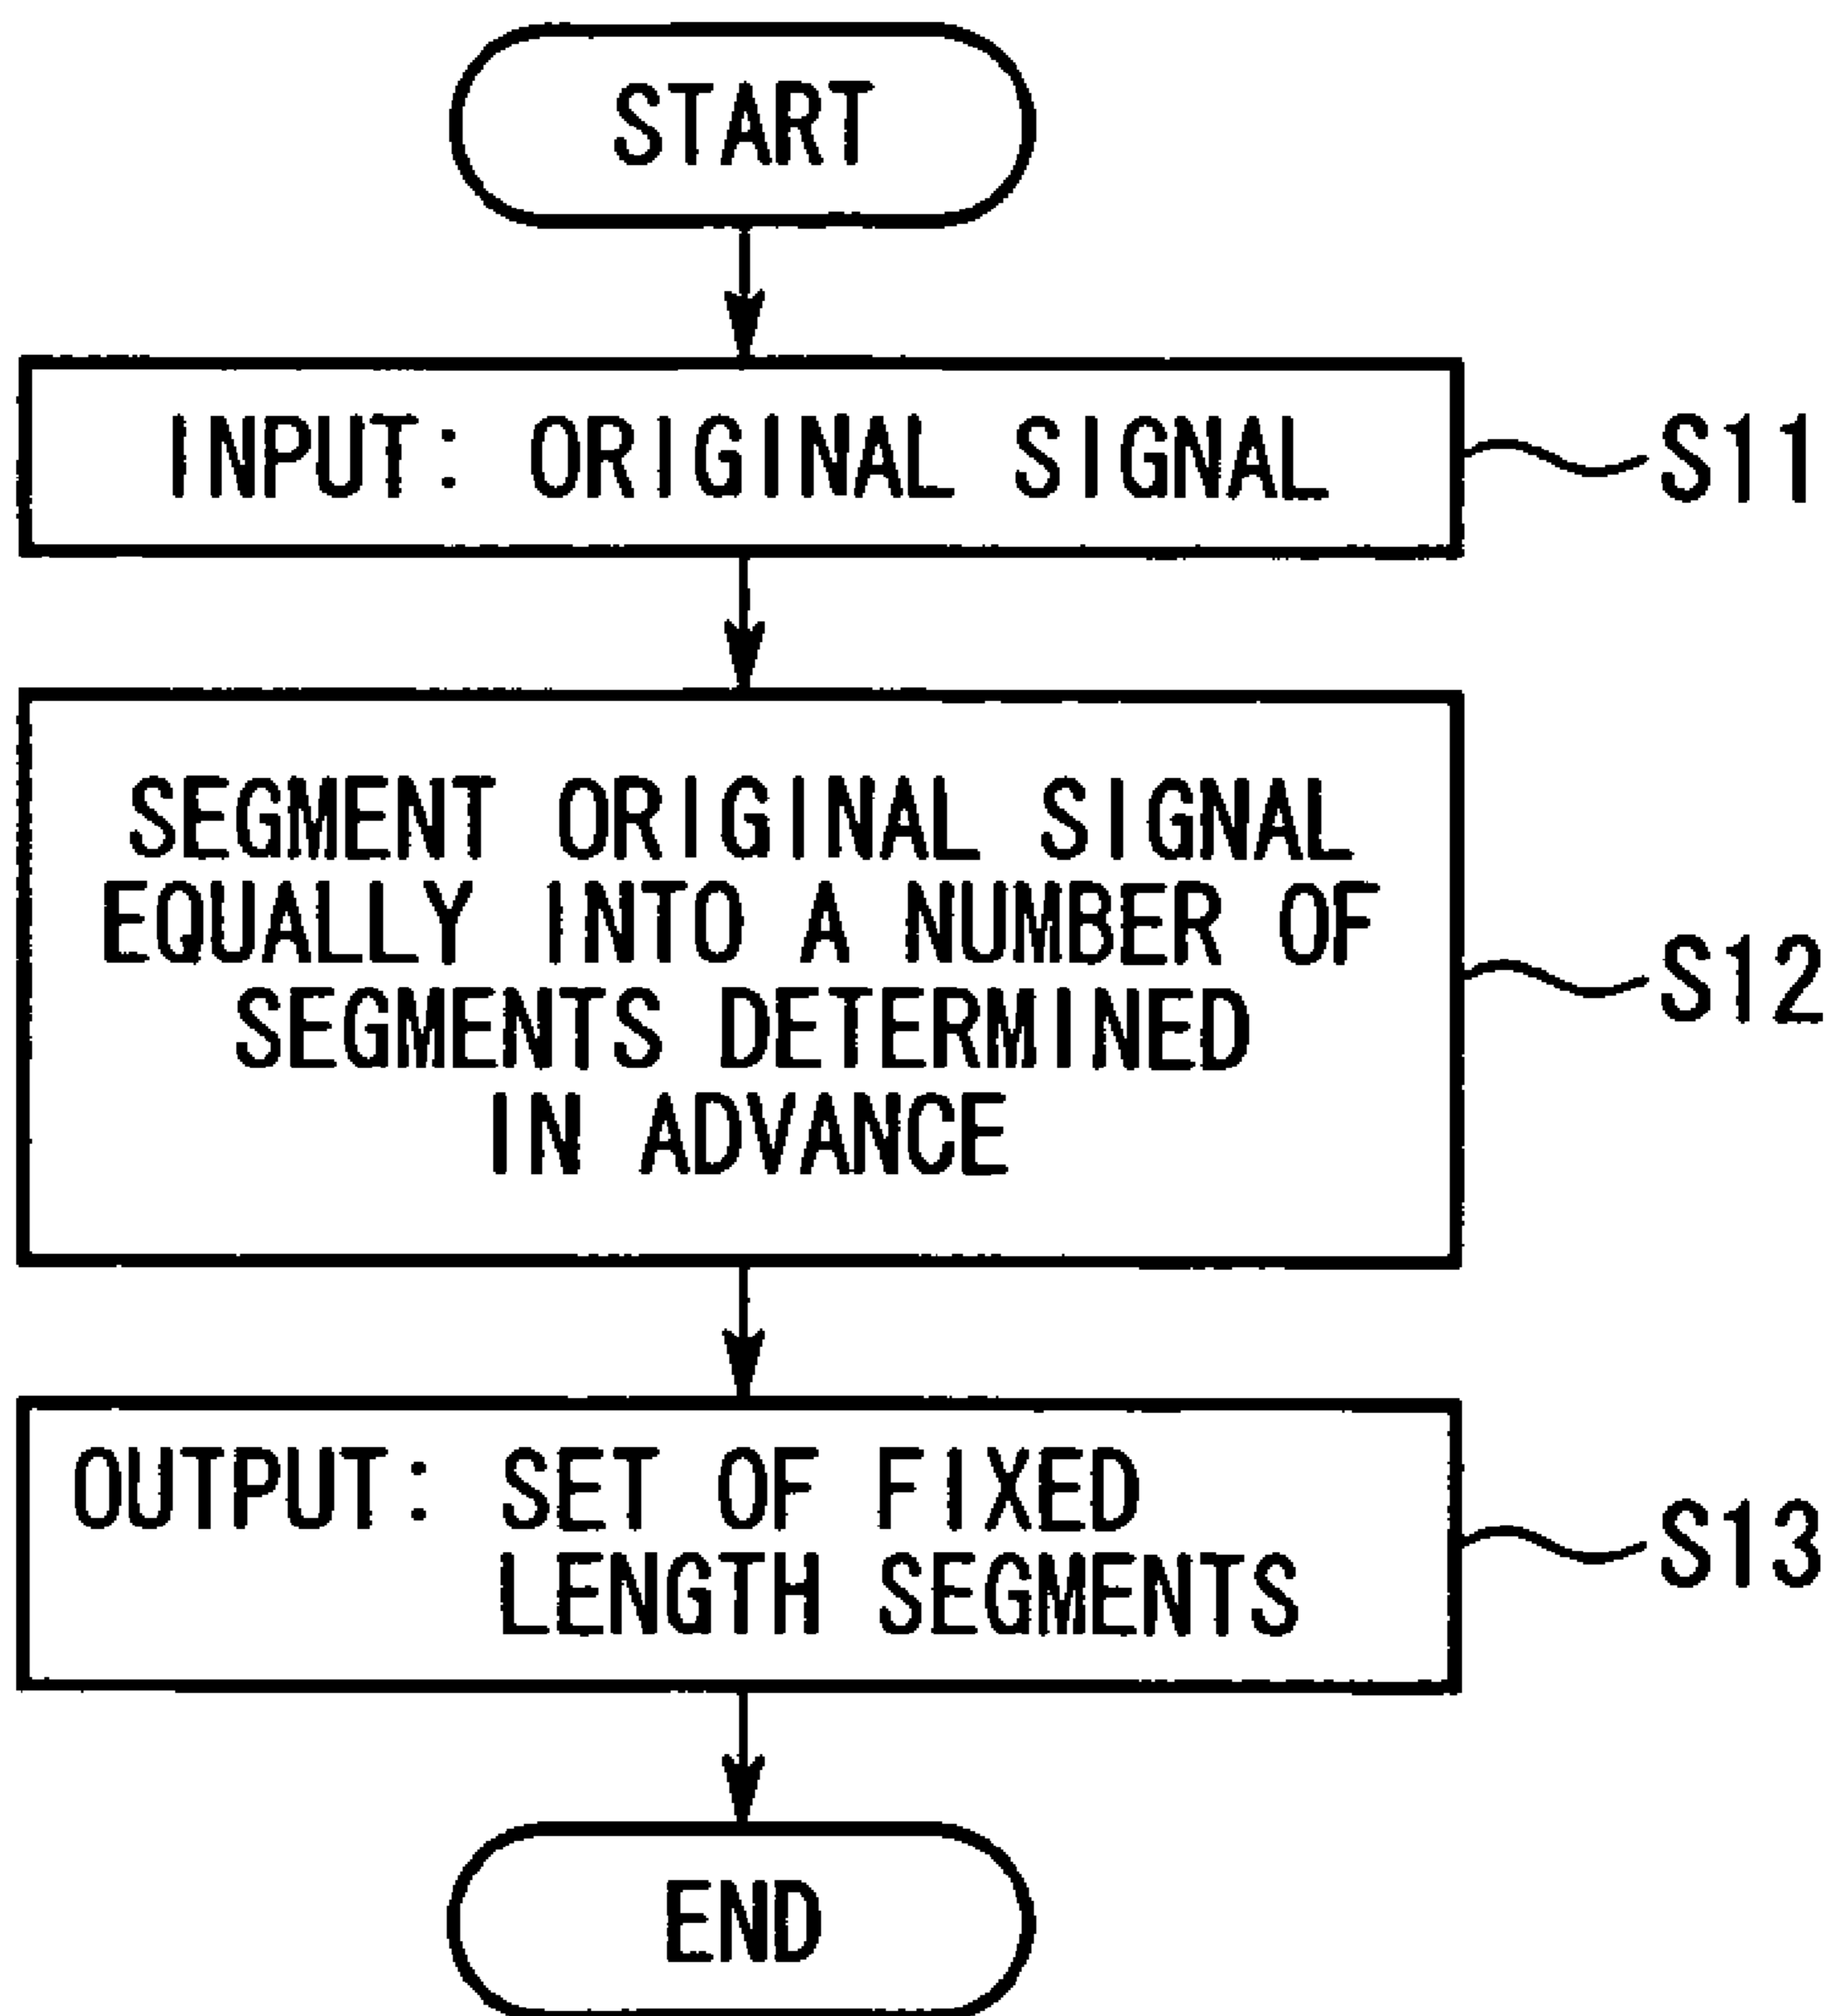 START
INPUT: ORIGINAL SIGNAL
S11
SEGMENT ORIGINAL SIGNAL
EQUALLY INTO A NUMBER OF
SEGMENTS DETERMINED
IN ADVANCE
S12
OUTPUT: SET OF FIXED
LENGTH SEGMENTS
S13
END